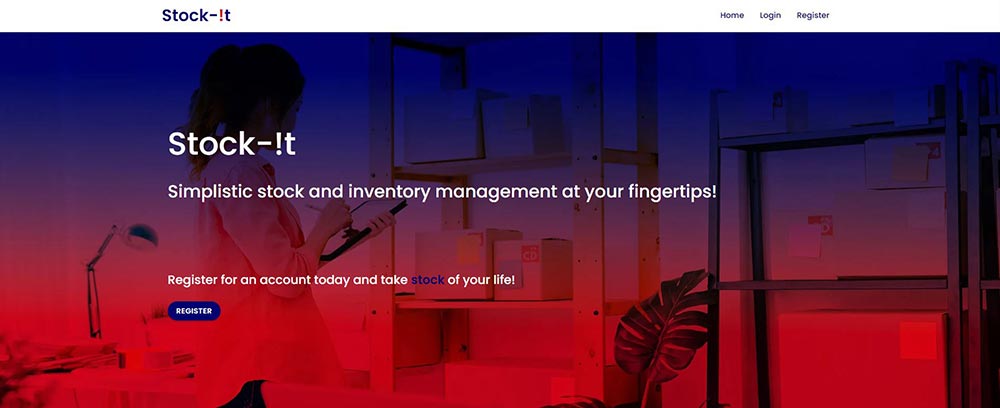 Stock-!t
Home Login Register
Stock-!t
Simplistic stock and inventory management at your fingertips!
CD
Register for an account today and take stock of your life!
REGISTER